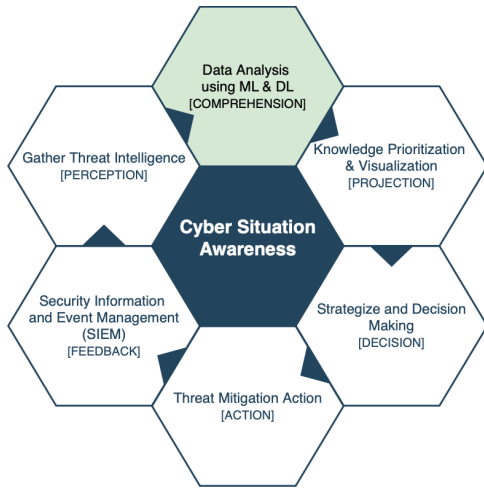 Data Analysis
using ML & DL
[COMPREHENSION]
Gather Threat Intelligence
[PERCEPTION]
Knowledge Prioritization
& Visualization
[PROJECTION]
Cyber Situation
Awareness
Security Information
and Event Management
(SIEM)
[FEEDBACK]
Strategize and Decision
Making
[DECISION]
Threat Mitigation Action
[ACTION]